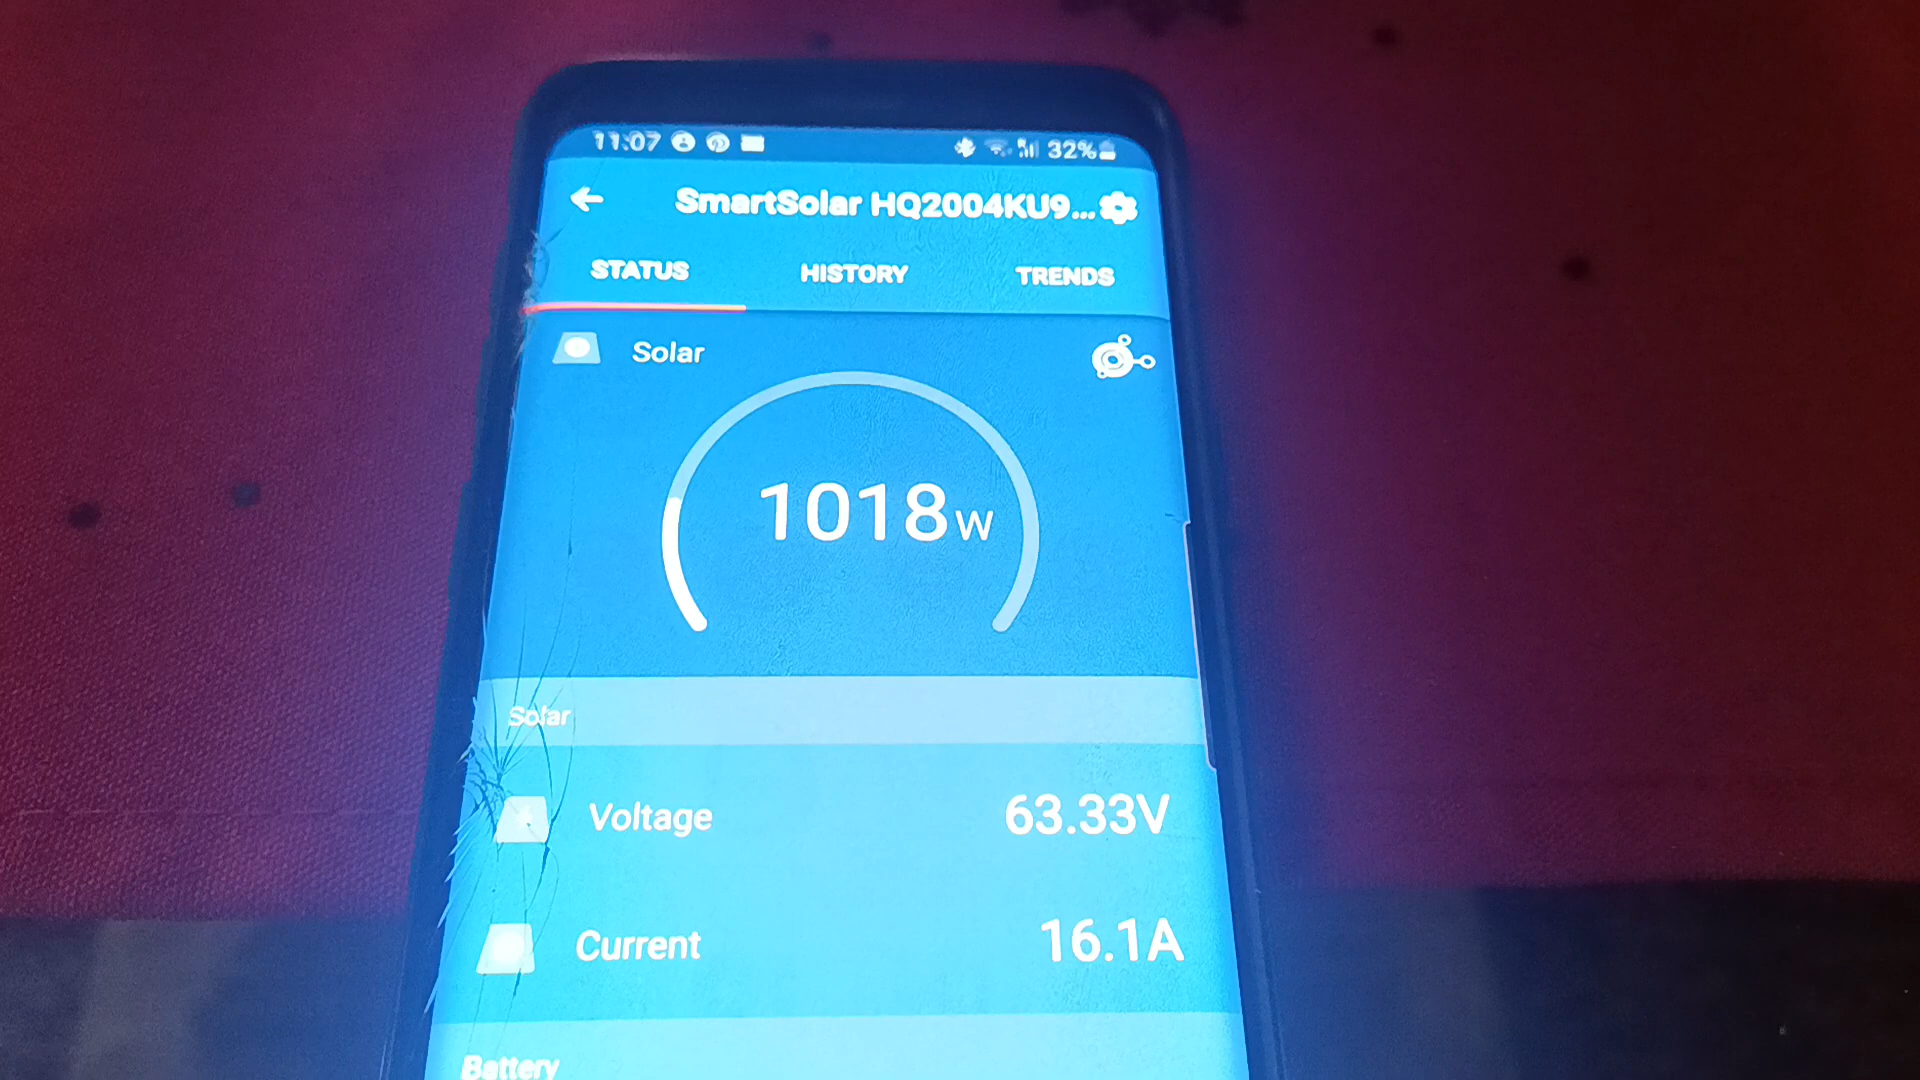 11:07 32%
SmartSolar HQ2004KU9...
STATUS HISTORY TRENDS
Solar
1018W
Solar
Voltage 63.33V
Current 16.1A
Battery